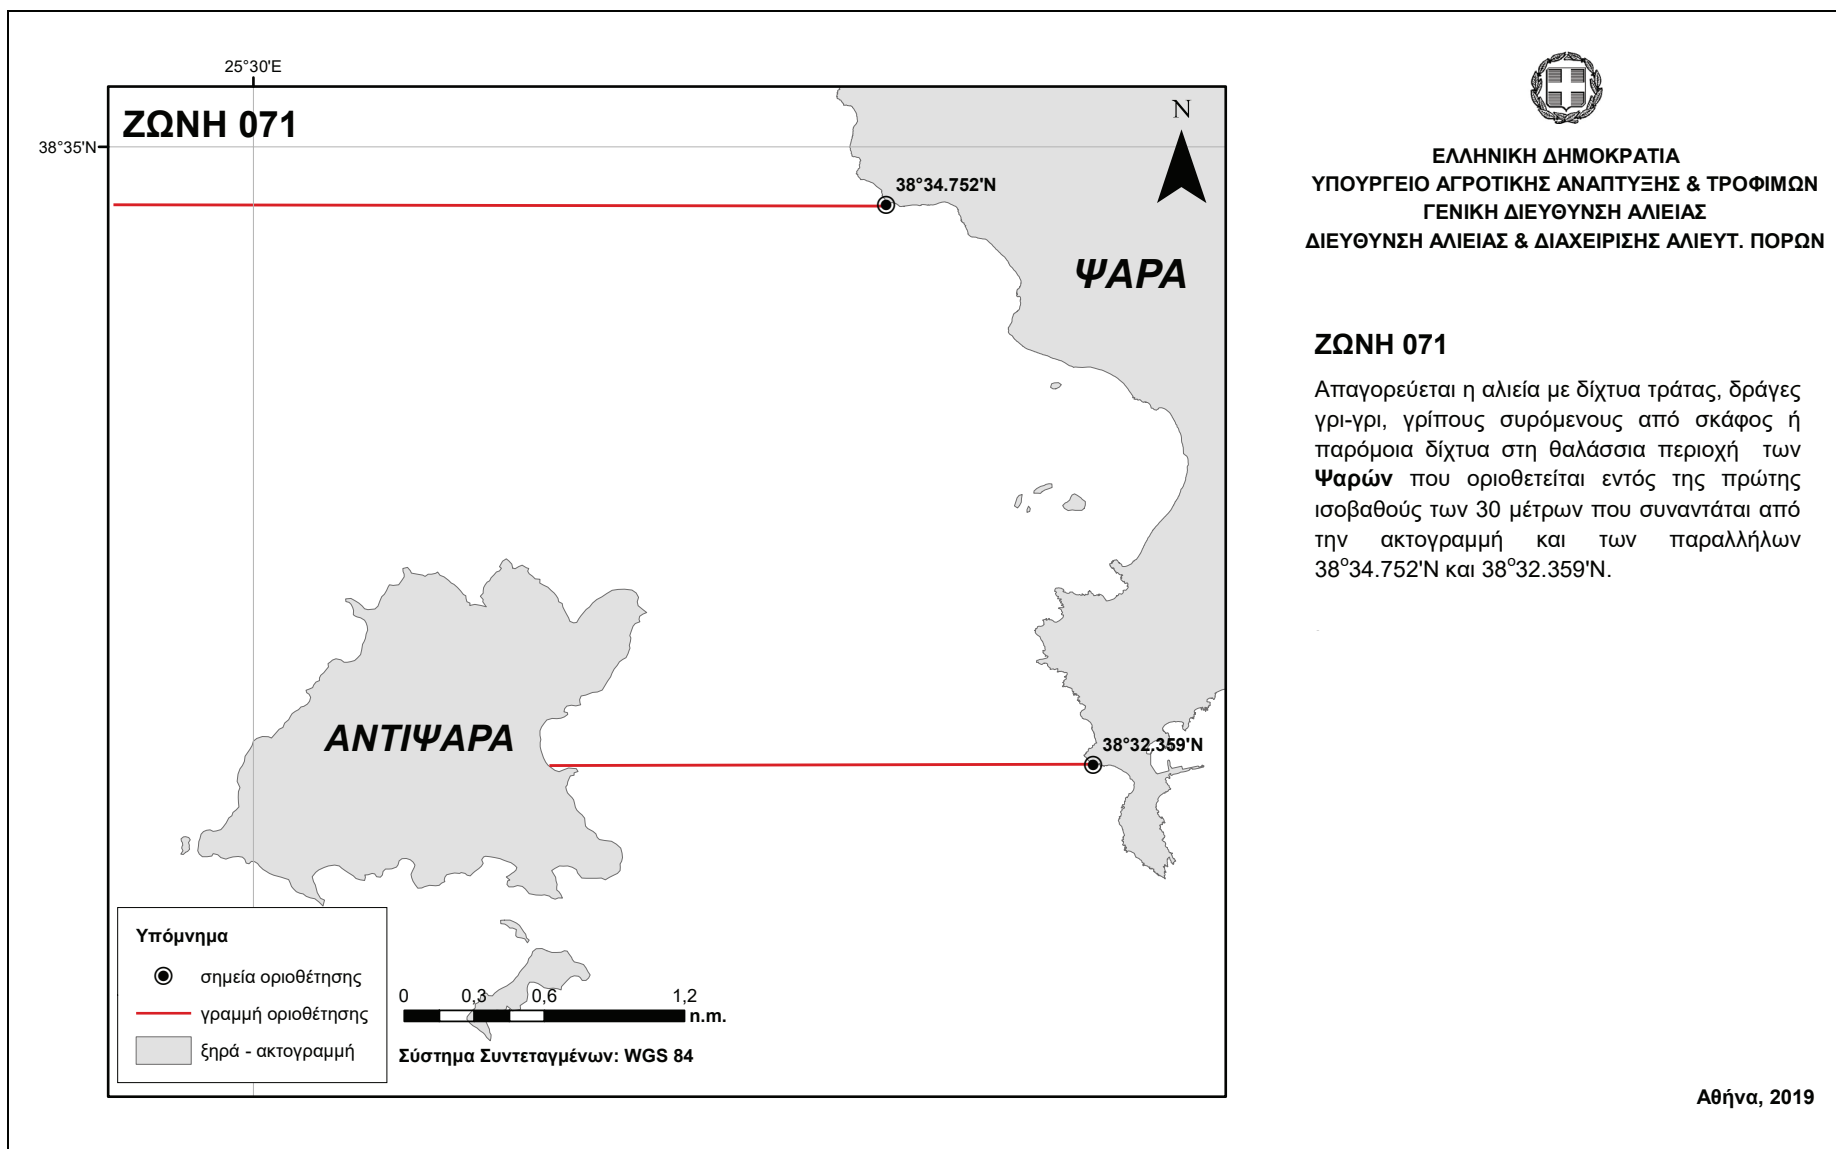 25°30'E
ΖΩΝΗ 071
38°35'N
N
38°34.752'N
ΨΑΡΑ
ΑΝΤΙΨΑΡΑ
38°32.359'N
Υπόμνημα
σημεία οριοθέτησης
γραμμή οριοθέτησης
ξηρά - ακτογραμμή
0 0,3 0,6 1,2
n.m.
Σύστημα Συντεταγμένων: WGS 84
ΕΛΛΗΝΙΚΗ ΔΗΜΟΚΡΑΤΙΑ
ΥΠΟΥΡΓΕΙΟ ΑΓΡΟΤΙΚΗΣ ΑΝΑΠΤΥΞΗΣ & ΤΡΟΦΙΜΩΝ
ΓΕΝΙΚΗ ΔΙΕΥΘΥΝΣΗ ΑΛΙΕΙΑΣ
ΔΙΕΥΘΥΝΣΗ ΑΛΙΕΙΑΣ & ΔΙΑΧΕΙΡΙΣΗΣ ΑΛΙΕΥΤ. ΠΟΡΩΝ
ΖΩΝΗ 071
Απαγορεύεται η αλιεία με δίχτυα τράτας, δράγες
γρι-γρι, γρίπους συρόμενους από σκάφος ή
παρόμοια δίχτυα στη θαλάσσια περιοχή των
Ψαρών που οριοθετείται εντός της πρώτης
ισοβαθούς των 30 μέτρων που συναντάται από
την ακτογραμμή και των παραλλήλων
38°34.752'N και 38°32.359'N.
Αθήνα, 2019